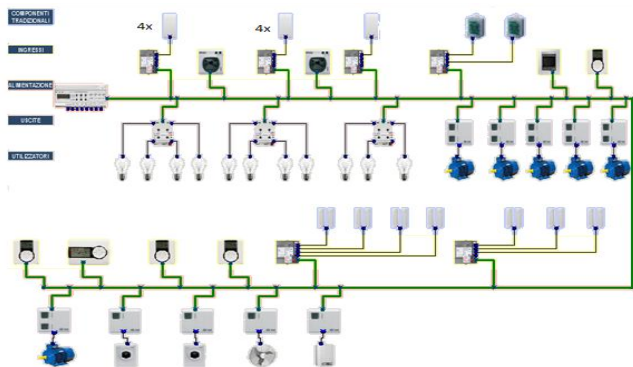 COMPONENTI
TRADIZIONALI
4x
4x
INGRESSI
ALIMENTAZIONE
USCITE
UTILIZZATORI